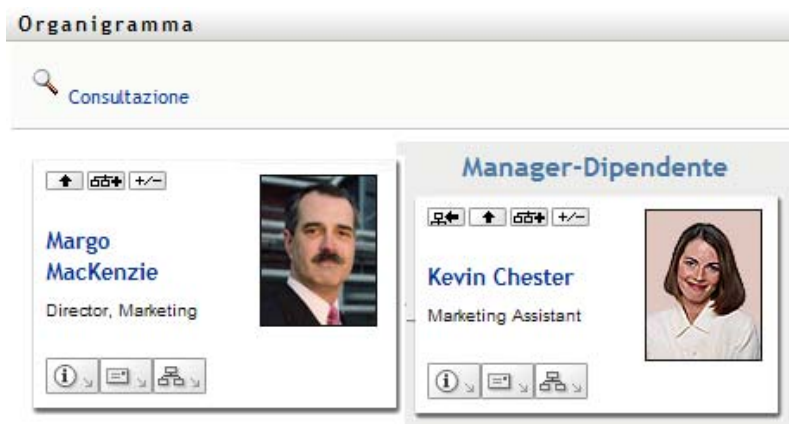 Organigramma
Consultazione
Manager-Dipendente
Margo
MacKenzie
Director, Marketing
Kevin Chester
Marketing Assistant